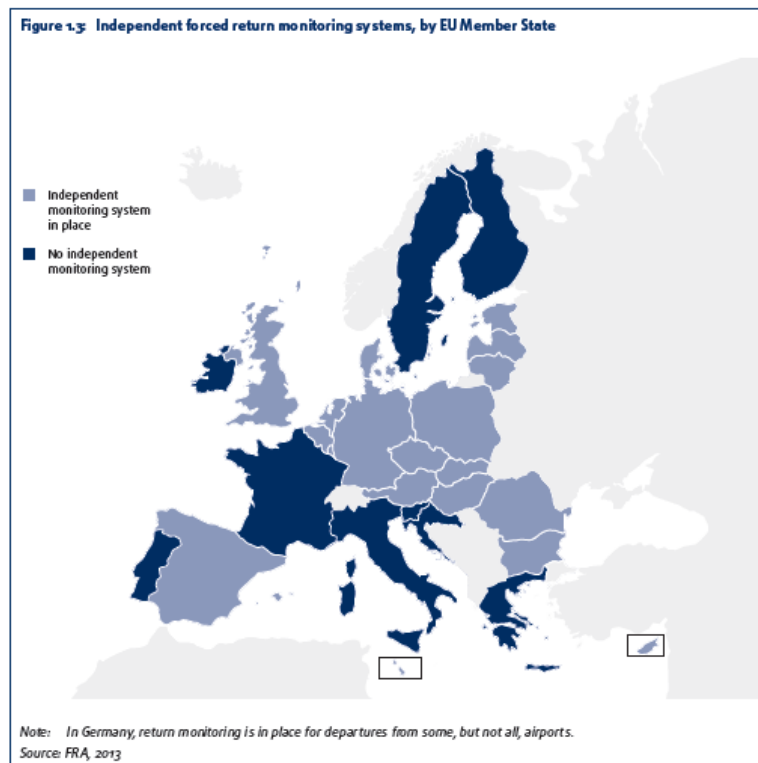 Figure 1.3: Independent forced return monitoring systems, by EU Member State
Independent
monitoring system
in place
No independent
monitoring system
Note: In Germany, return monitoring is in place for departures from some, but not all, airports.
Source: FRA, 2013